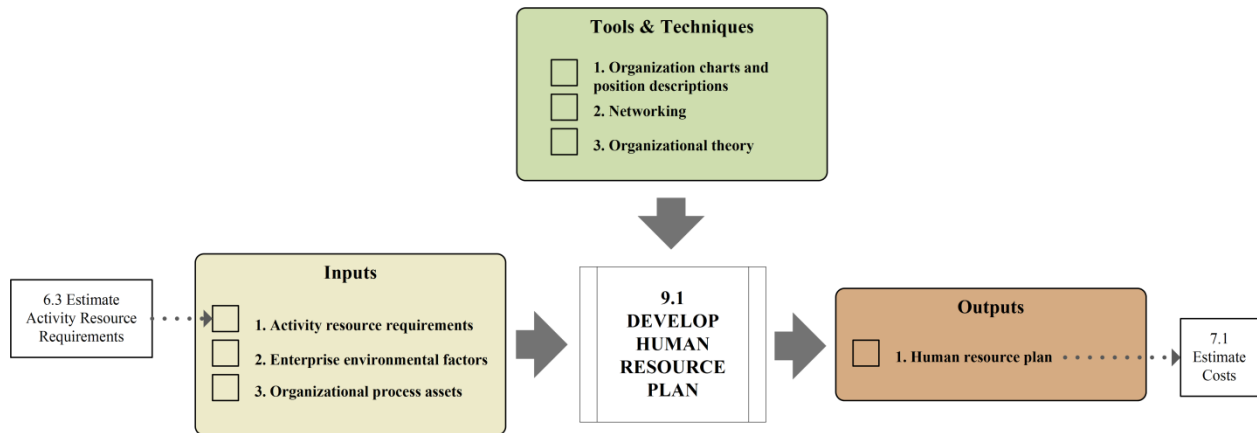 Tools & Techniques
1. Organization charts and
position descriptions
2. Networking
3. Organizational theory
6.3 Estimate
Activity Resource
Requirements
Inputs
1. Activity resource requirements
2. Enterprise environmental factors
3. Organizational process assets
9.1
DEVELOP
HUMAN
RESOURCE
PLAN
Outputs
1. Human resource plan
7.1
Estimate
Costs